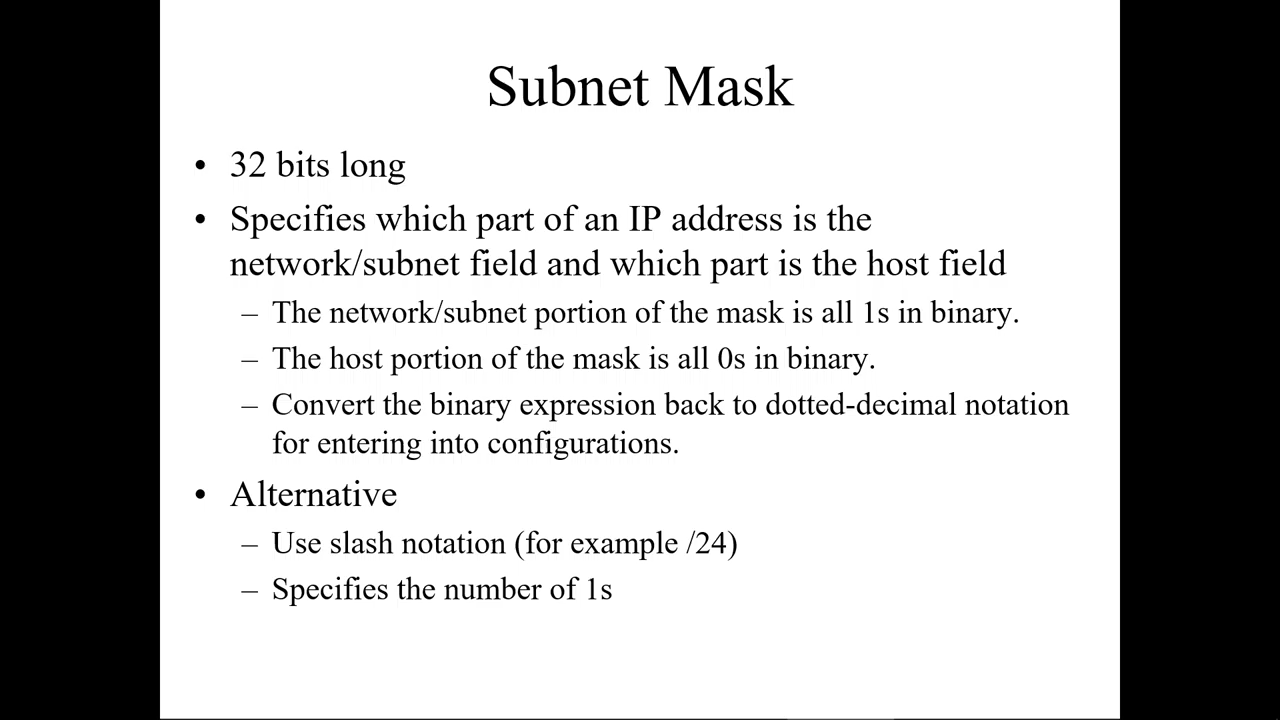 Subnet Mask
• 32 bits long
• Specifies which part of an IP address is the
network/subnet field and which part is the host field
– The network/subnet portion of the mask is all 1s in binary.
– The host portion of the mask is all 0s in binary.
– Convert the binary expression back to dotted-decimal notation
for entering into configurations.
• Alternative
– Use slash notation (for example /24)
– Specifies the number of 1s